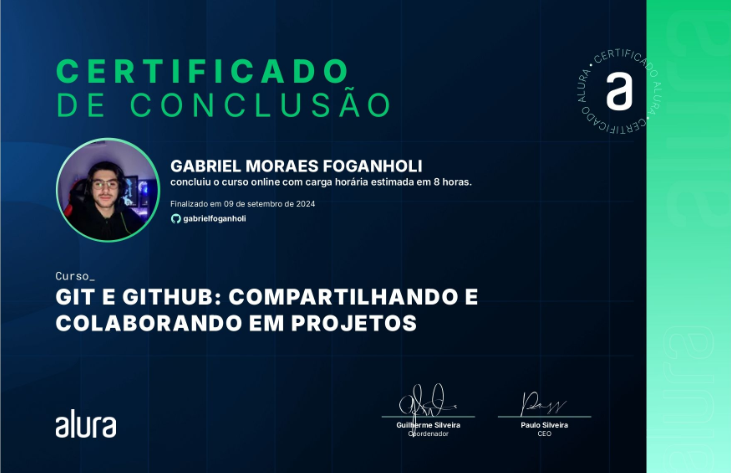 CERTIFICADO
DE CONCLUSÃO
CERTIFICADO ALURA • CERTIFICADO ALURA •
a
alura
GABRIEL MORAES FOGANHOLI
concluiu o curso online com carga horária estimada em 8 horas.
Finalizado em 09 de setembro de 2024
gabrielfoganholi
Curso_
GIT E GITHUB: COMPARTILHANDO E
COLABORANDO EM PROJETOS
alura
alura
Guilherme Silveira
Coordenador
Paulo Silveira
CEO